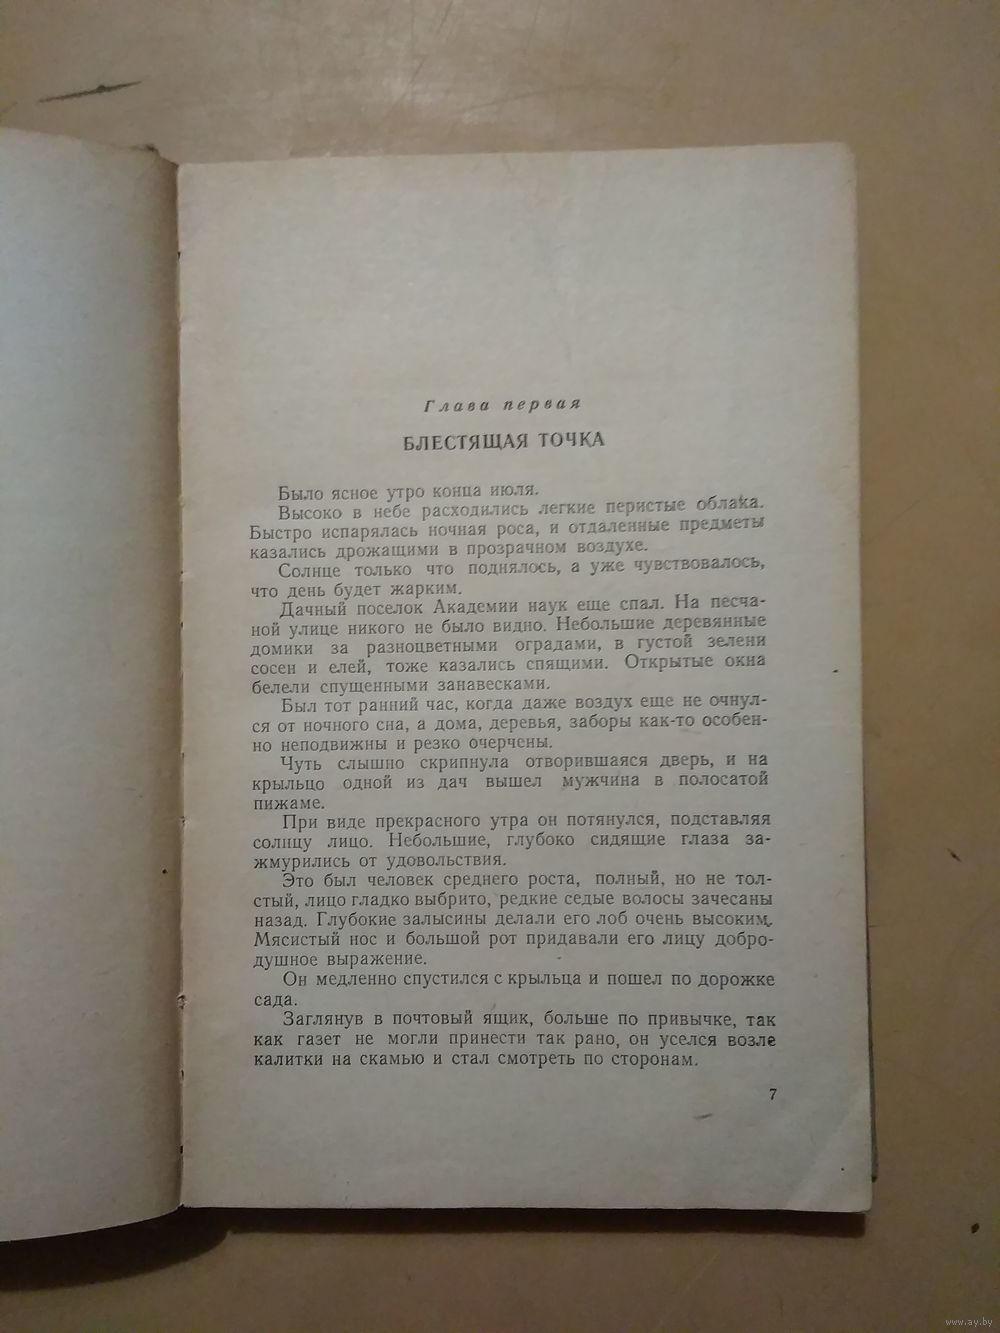 Глава первая
БЛЕСТЯЩАЯ ТОЧКА
Было ясное утро конца июля.
Высоко в небе расходились легкие перистые облака.
Быстро испарялась ночная роса, и отдаленные предметы
казались дрожащими в прозрачном воздухе.
Солнце только что поднялось, а уже чувствовалось,
что день будет жарким.
Дачный поселок Академии наук еще спал. На песча-
ной улице никого не было видно. Небольшие деревянные
домики за разноцветными оградами, в густой зелени
сосен и елей, тоже казались спящими. Открытые окна
белели спущенными занавесками.
Был тот ранний час, когда даже воздух еще не очнул-
ся от ночного сна, а дома, деревья, заборы как-то особен-
но неподвижны и резко очерчены.
Чуть слышно скрипнула отворившаяся дверь, и на
крыльцо одной из дач вышел мужчина в полосатой
пижаме.
При виде прекрасного утра он потянулся, подставляя
солнцу лицо. Небольшие, глубоко сидящие глаза за-
жмурились от удовольствия.
Это был человек среднего роста, полный, но не тол-
стый, лицо гладко выбрито, редкие седые волосы зачесаны
назад. Глубокие залысины делали его лоб очень высоким.
Мясистый нос и большой рот придавали его лицу добро-
душное выражение.
Он медленно спустился с крыльца и пошел по дорожке
сада.
Заглянув в почтовый ящик, больше по привычке, так
как газет не могли принести так рано, он уселся возле
калитки на скамью и стал смотреть по сторонам.
7
www.ay.by